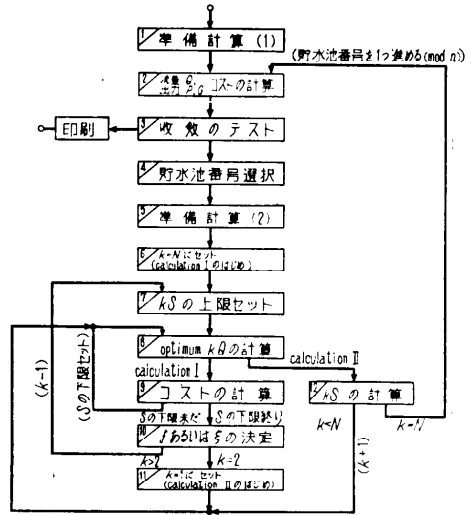 1 準備計算(1)
(貯水池番号を1つ進める(mod n))
2 流量 Q, 出力 P, G コストの計算
3 收斂のテスト
印刷
4 貯水池番号選択
5 準備計算(2)
6 k=Nにセット
(calculation Iのはじめ)
7 kSの上限セット
8 optimum kQの計算
calculation I
calculation II
9 コストの計算
12 kSの計算
Sの下限未だ
Sの下限終り
10 fあるいはξの決定
k>2
k=2
11 k=1にセット
(calculation IIのはじめ)
k<N
k=N
(k+1)
(k-1)
(Sの下限セット)